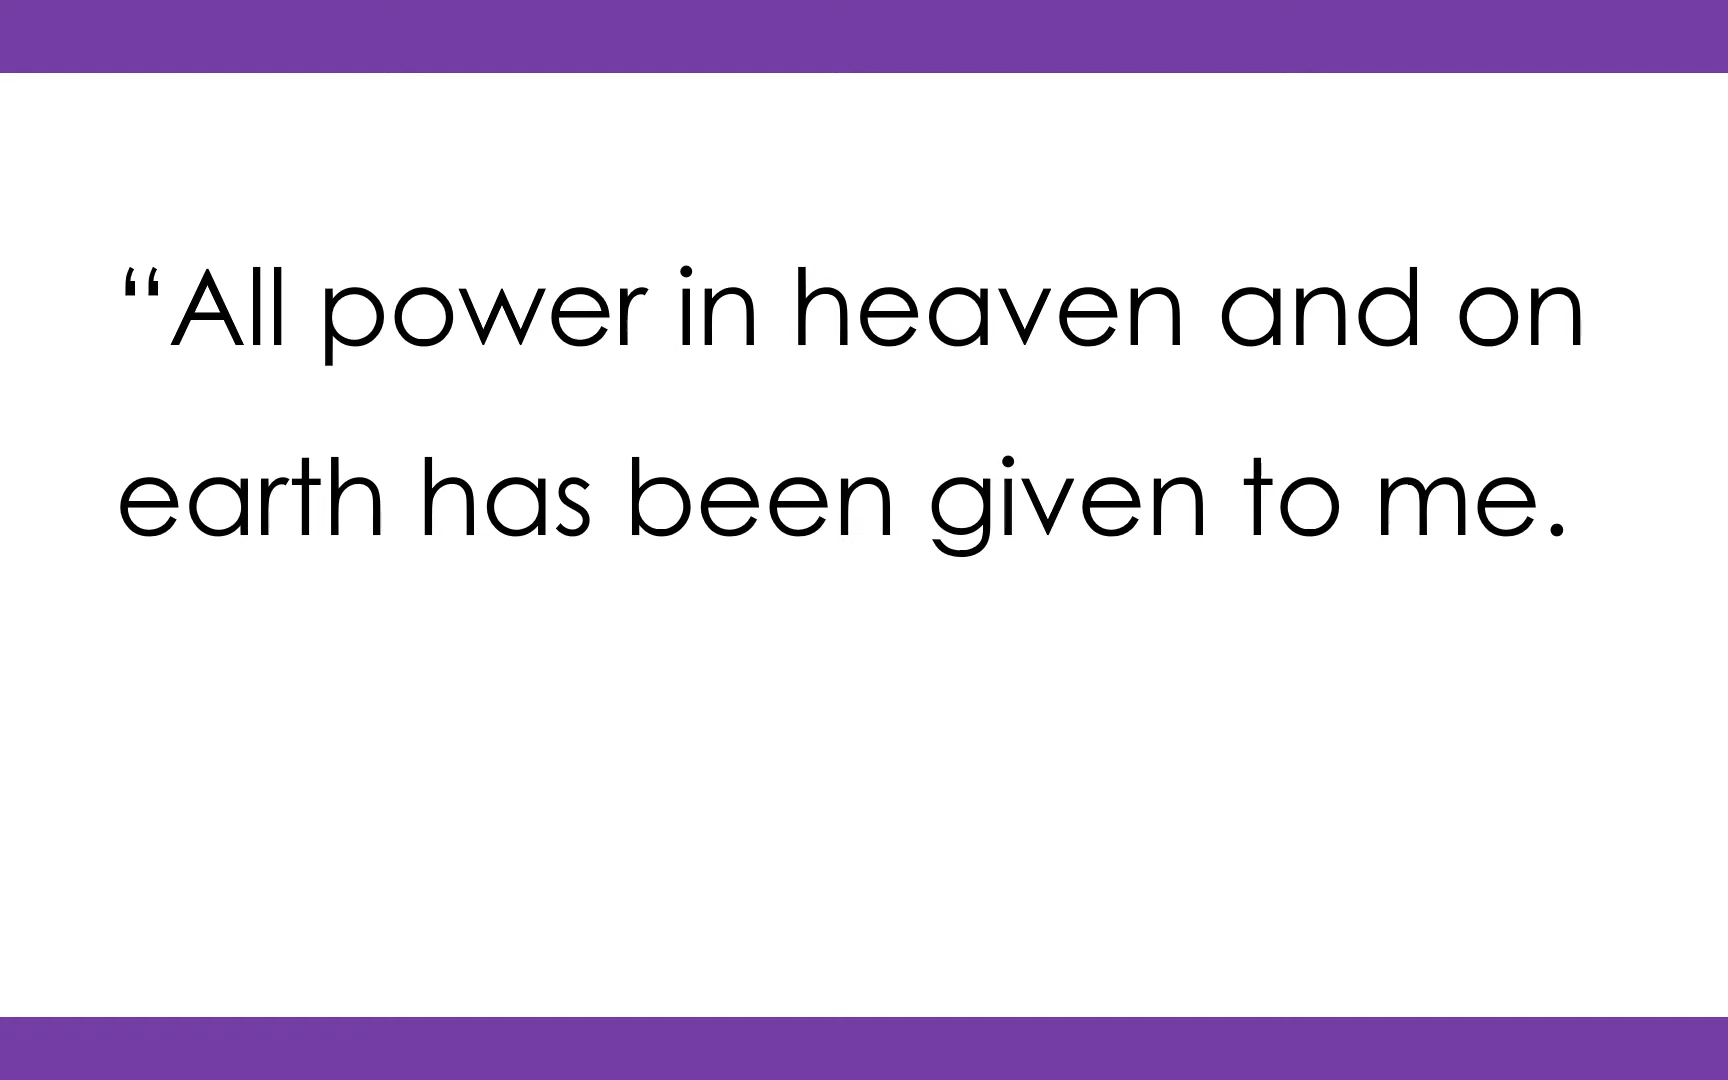 “All power in heaven and on
earth has been given to me.